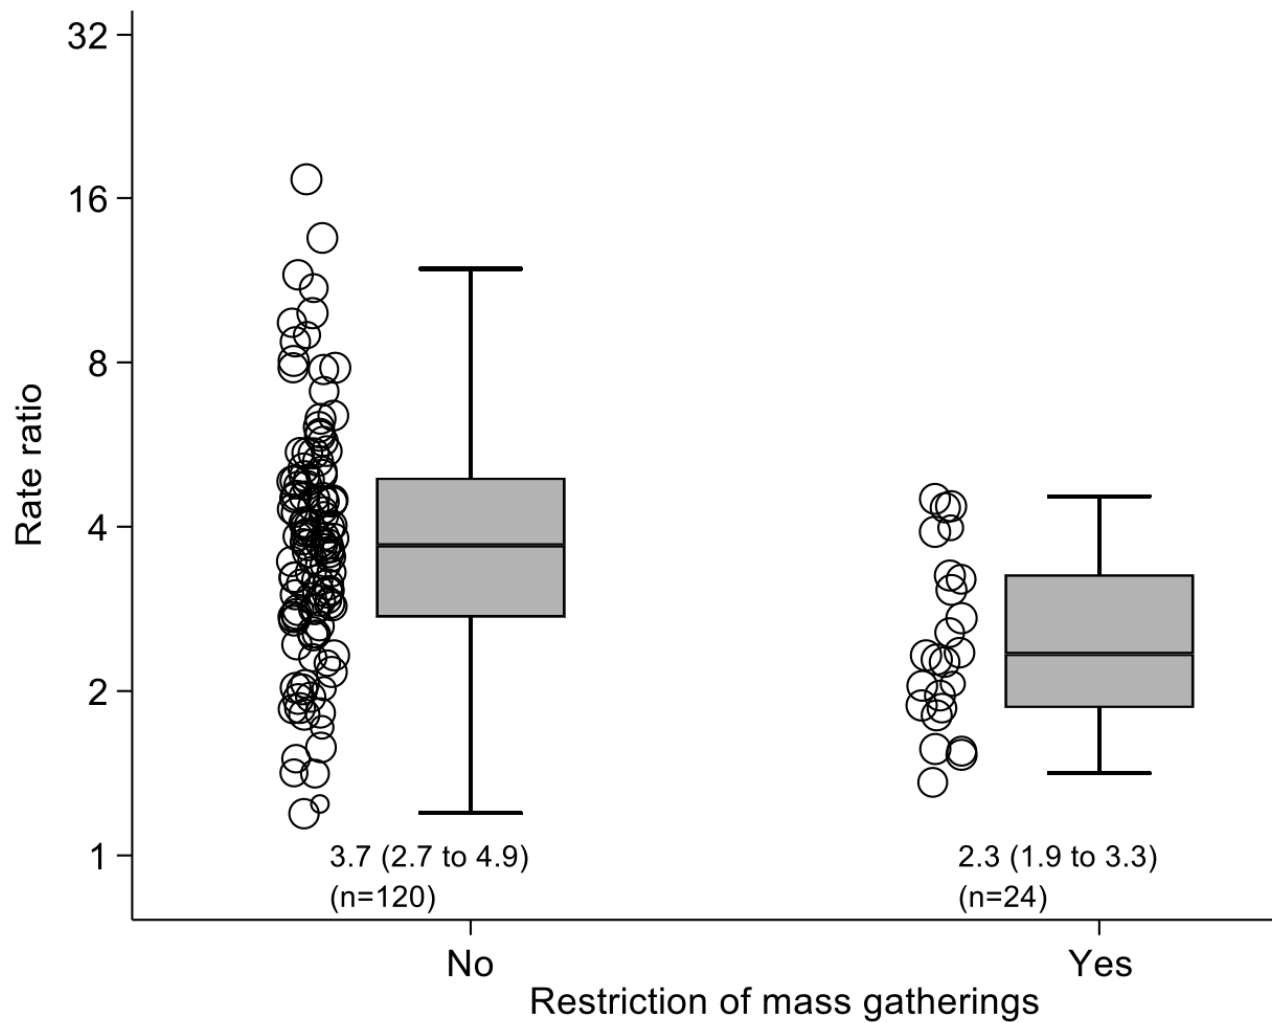 32
16
8
4
2
1
Rate ratio
3.7 (2.7 to 4.9)
(n=120)
2.3 (1.9 to 3.3)
(n=24)
No
Yes
Restriction of mass gatherings